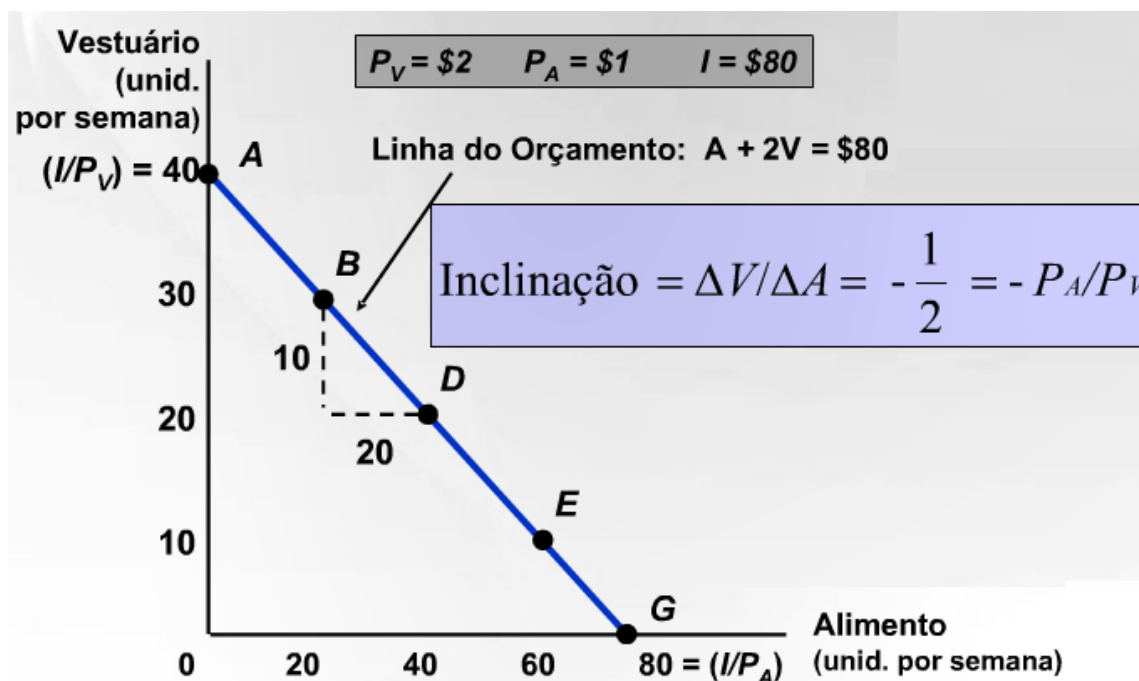 Vestuário
(unid.
por semana)
P_V = $2 P_A = $1 I = $80
(I/P_V) = 40
A
Linha do Orçamento: A + 2V = $80
Inclinação = ΔV/ΔA = - 1/2 = - P_A/P_V
B
30
10
D
20
20
E
10
G
Alimento
(unid. por semana)
0 20 40 60 80 = (I/P_A)